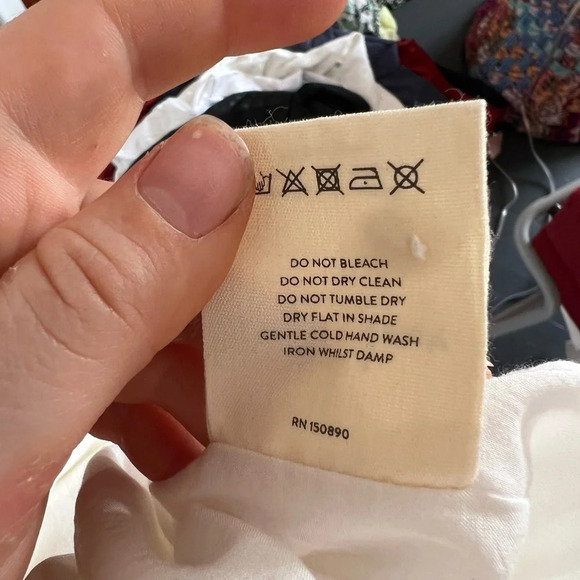 DO NOT BLEACH
DO NOT DRY CLEAN
DO NOT TUMBLE DRY
DRY FLAT IN SHADE
GENTLE COLD HAND WASH
IRON WHILST DAMP
RN 150890